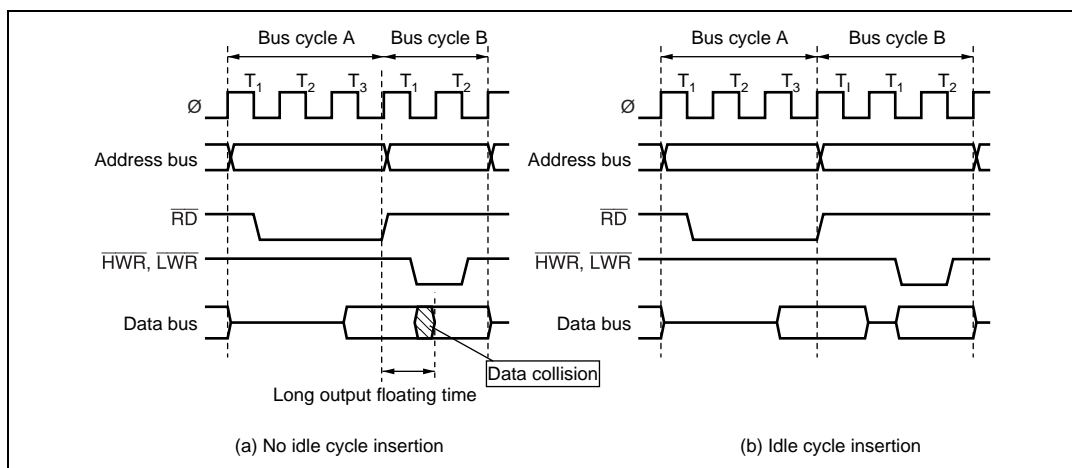 Bus cycle A Bus cycle B Bus cycle A Bus cycle B
T1 T2 T3 T1 T2 T1 T2 T3 TI T1 T2
Ø Ø
Address bus Address bus
RD RD
HWR, LWR HWR, LWR
Data bus Data bus
Data collision
Long output floating time
(a) No idle cycle insertion (b) Idle cycle insertion